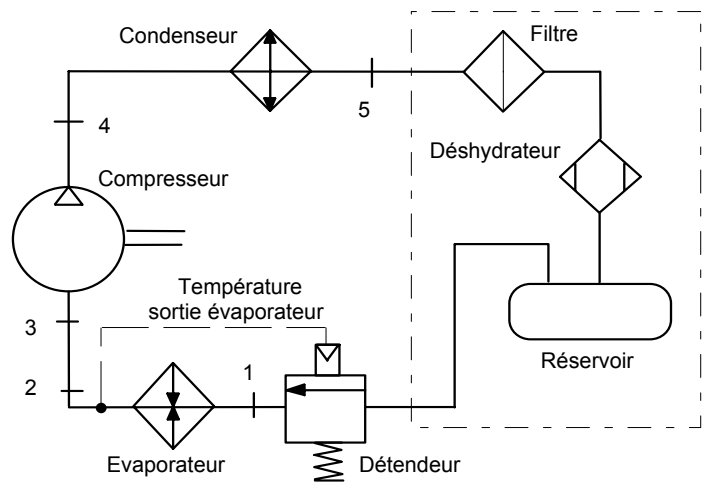 Condenseur
Filtre
5
4
Déshydrateur
Compresseur
Température
sortie évaporateur
3
2
1
Réservoir
Evaporateur
Détendeur